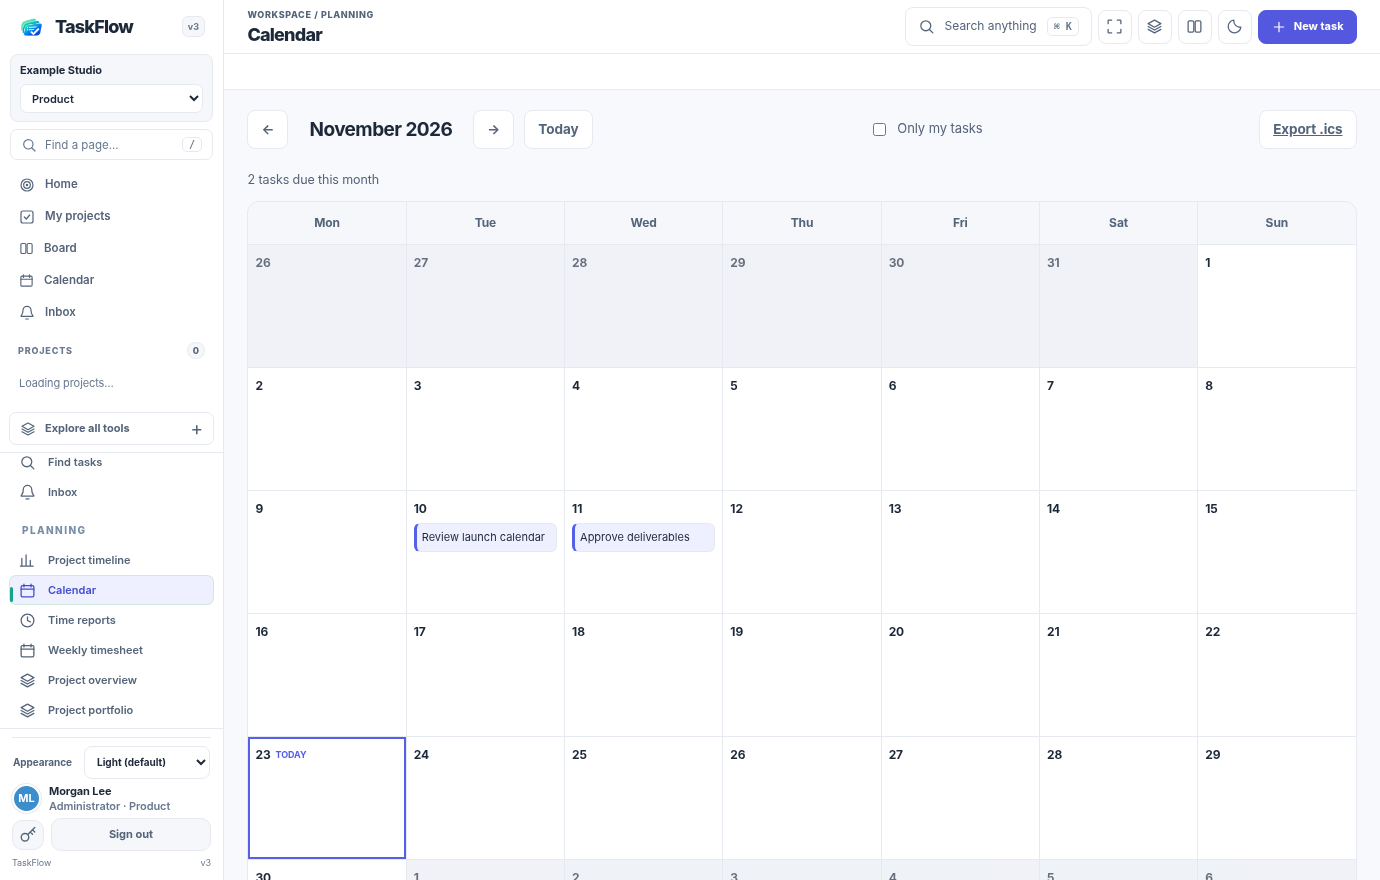 TaskFlow
v3
Example Studio
Product
Find a page...
/
Home
My projects
Board
Calendar
Inbox
PROJECTS
0
Loading projects...
Explore all tools
Find tasks
Inbox
PLANNING
Project timeline
Calendar
Time reports
Weekly timesheet
Project overview
Project portfolio
Appearance
Light (default)
ML
Morgan Lee
Administrator · Product
Sign out
TaskFlow
v3
WORKSPACE / PLANNING
Calendar
Search anything
⌘ K
New task
November 2026
Today
Only my tasks
Export .ics
2 tasks due this month
Mon Tue Wed Thu Fri Sat Sun
26 27 28 29 30 31 1
2 3 4 5 6 7 8
9 10 11 12 13 14 15
Review launch calendar
Approve deliverables
16 17 18 19 20 21 22
23 TODAY 24 25 26 27 28 29
30 1 2 3 4 5 6